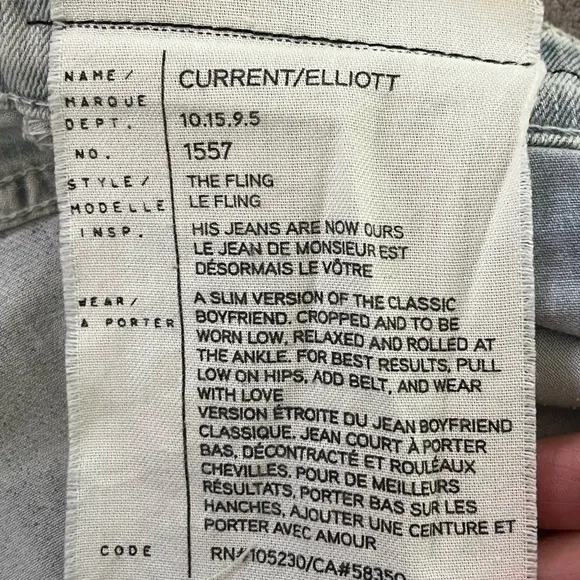 NAME/ CURRENT/ELLIOTT
MARQUE
DEPT. 10.15.9.5
NO. 1557
STYLE/ THE FLING
MODELLE LE FLING
INSP. HIS JEANS ARE NOW OURS
LE JEAN DE MONSIEUR EST
DÉSORMAIS LE VÔTRE
WEAR/ A SLIM VERSION OF THE CLASSIC
A PORTER BOYFRIEND. CROPPED AND TO BE
WORN LOW, RELAXED AND ROLLED AT
THE ANKLE. FOR BEST RESULTS, PULL
LOW ON HIPS, ADD BELT, AND WEAR
WITH LOVE
VERSION ÉTROITE DU JEAN BOYFRIEND
CLASSIQUE. JEAN COURT À PORTER
BAS, DÉCONTRACTÉ ET ROULÉAUX
CHEVILLES. POUR DE MEILLEURS
RÉSULTATS, PORTER BAS SUR LES
HANCHES, AJOUTER UNE CEINTURE ET
PORTER AVEC AMOUR
CODE RN#105230/CA#58350